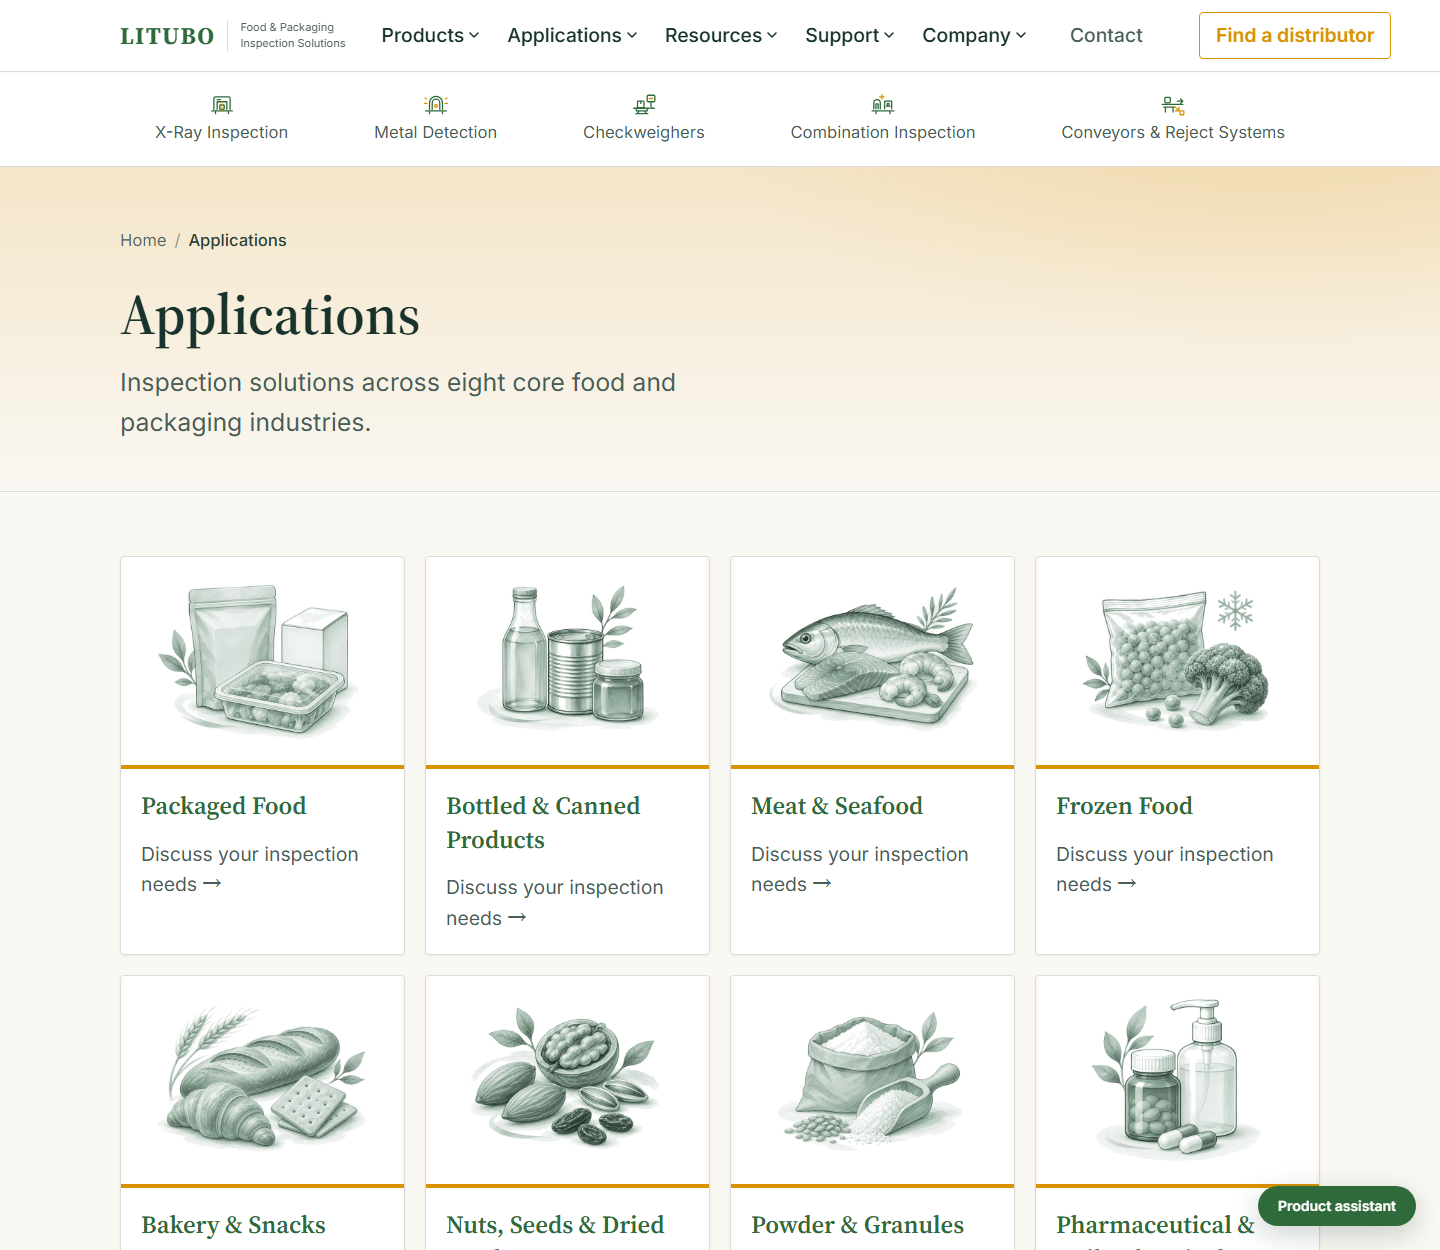 LITUBO
Food & Packaging
Inspection Solutions
Products
Applications
Resources
Support
Company
Contact
Find a distributor
X-Ray Inspection
Metal Detection
Checkweighers
Combination Inspection
Conveyors & Reject Systems
Home / Applications
Applications
Inspection solutions across eight core food and
packaging industries.
Packaged Food
Discuss your inspection
needs →
Bottled & Canned
Products
Discuss your inspection
needs →
Meat & Seafood
Discuss your inspection
needs →
Frozen Food
Discuss your inspection
needs →
Bakery & Snacks
Nuts, Seeds & Dried
Powder & Granules
Pharmaceutical &
Product assistant